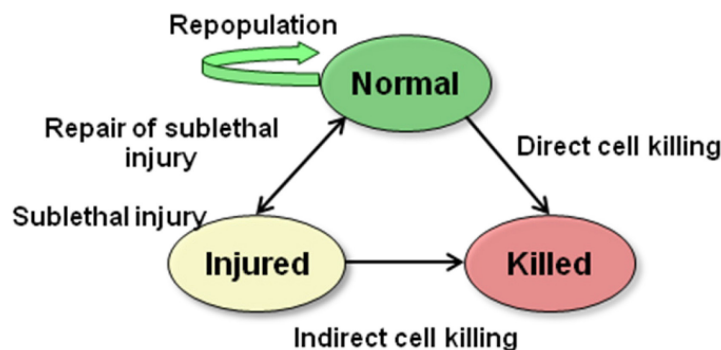 Repopulation
Normal
Repair of sublethal
injury
Direct cell killing
Sublethal injury
Injured
Killed
Indirect cell killing